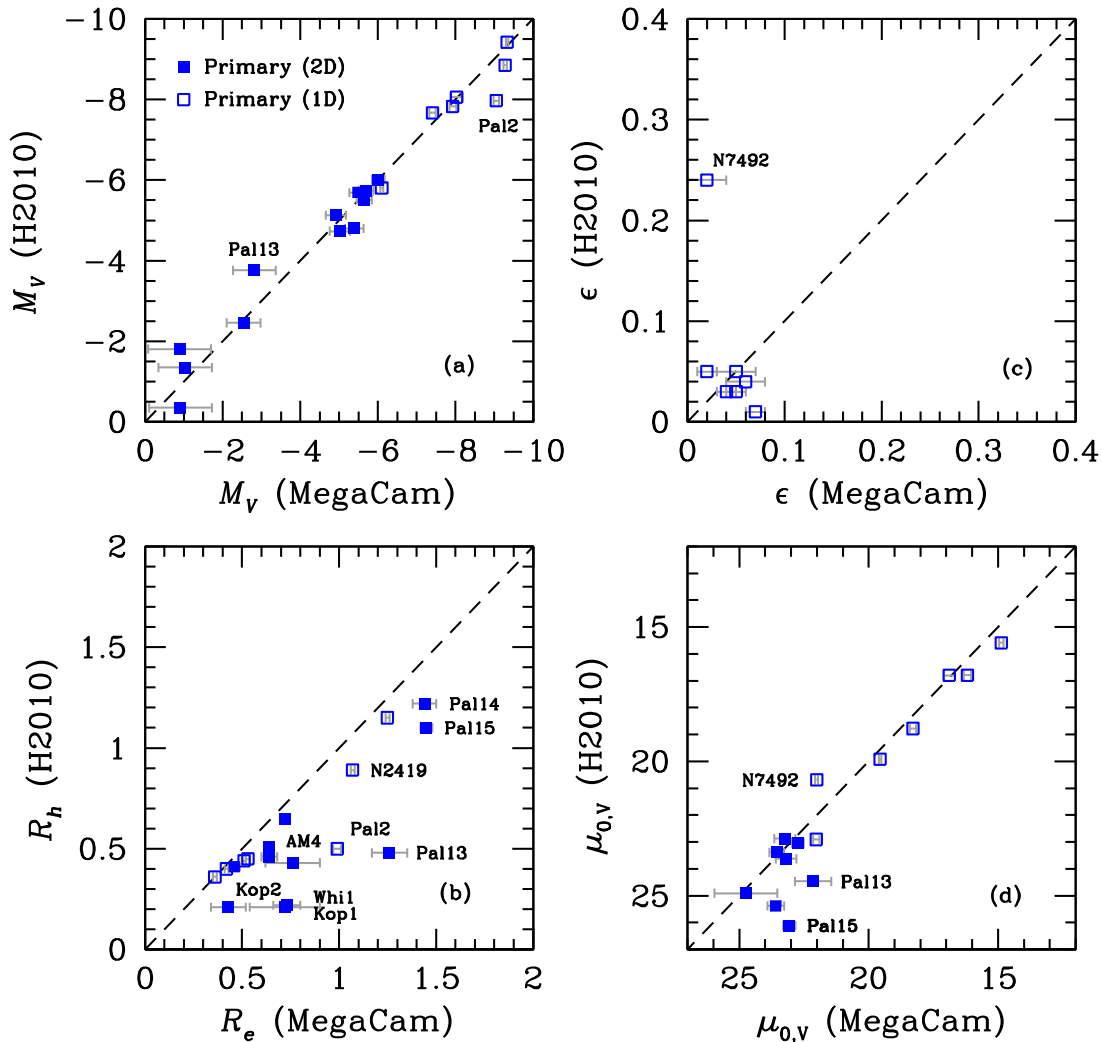 −10
−8
−6
−4
−2
0
M_V (H2010)
Primary (2D)
Primary (1D)
Pal2
Pal13
(a)
0
−2
−4
−6
−8
−10
M_V (MegaCam)
0.4
0.3
0.2
0.1
0
ϵ (H2010)
N7492
(c)
0
0.1
0.2
0.3
0.4
ϵ (MegaCam)
2
1.5
1
0.5
0
R_h (H2010)
Pal14
Pal15
N2419
Pal2
AM4
Pal13
Kop2
Whi1
Kop1
(b)
0
0.5
1
1.5
2
R_e (MegaCam)
15
20
25
μ_0,V (H2010)
N7492
Pal13
Pal15
(d)
25
20
15
μ_0,V (MegaCam)